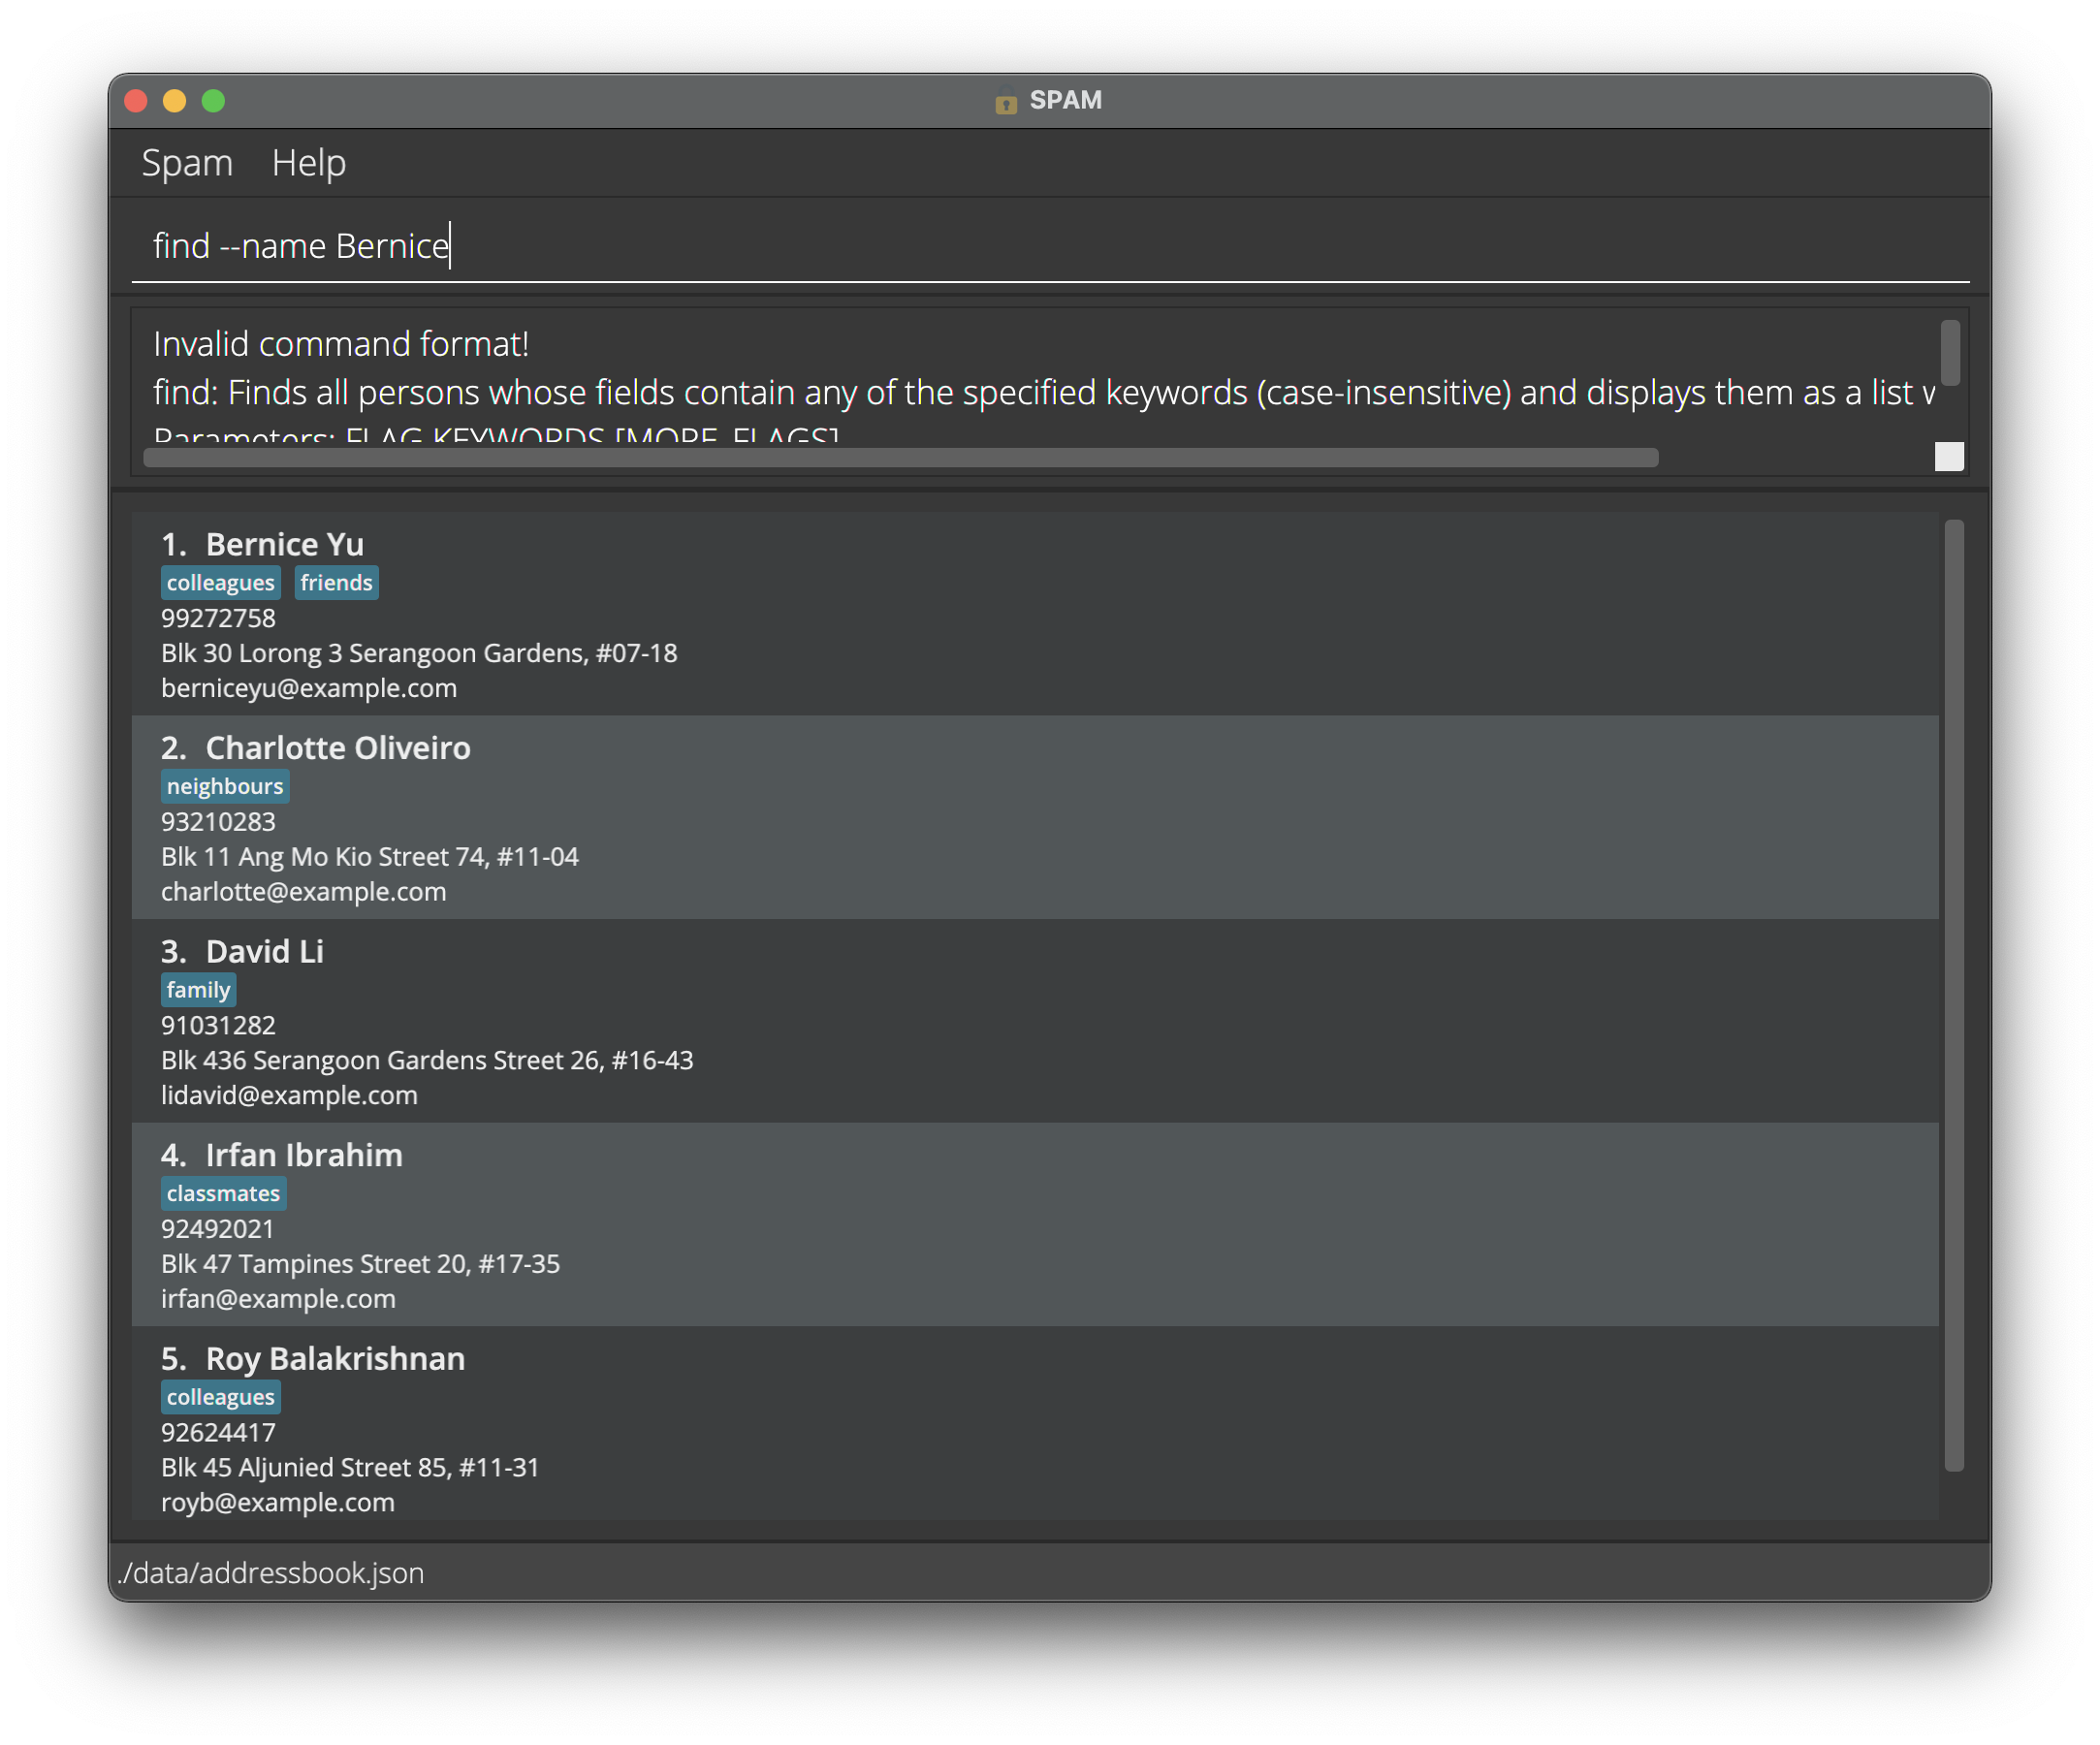 SPAM
Spam Help
find --name Bernice
Invalid command format!
find: Finds all persons whose fields contain any of the specified keywords (case-insensitive) and displays them as a list w
Parameters: FLAG KEYWORDS [MORE_FLAGS]
1. Bernice Yu
colleagues friends
99272758
Blk 30 Lorong 3 Serangoon Gardens, #07-18
berniceyu@example.com
2. Charlotte Oliveiro
neighbours
93210283
Blk 11 Ang Mo Kio Street 74, #11-04
charlotte@example.com
3. David Li
family
91031282
Blk 436 Serangoon Gardens Street 26, #16-43
lidavid@example.com
4. Irfan Ibrahim
classmates
92492021
Blk 47 Tampines Street 20, #17-35
irfan@example.com
5. Roy Balakrishnan
colleagues
92624417
Blk 45 Aljunied Street 85, #11-31
royb@example.com
./data/addressbook.json